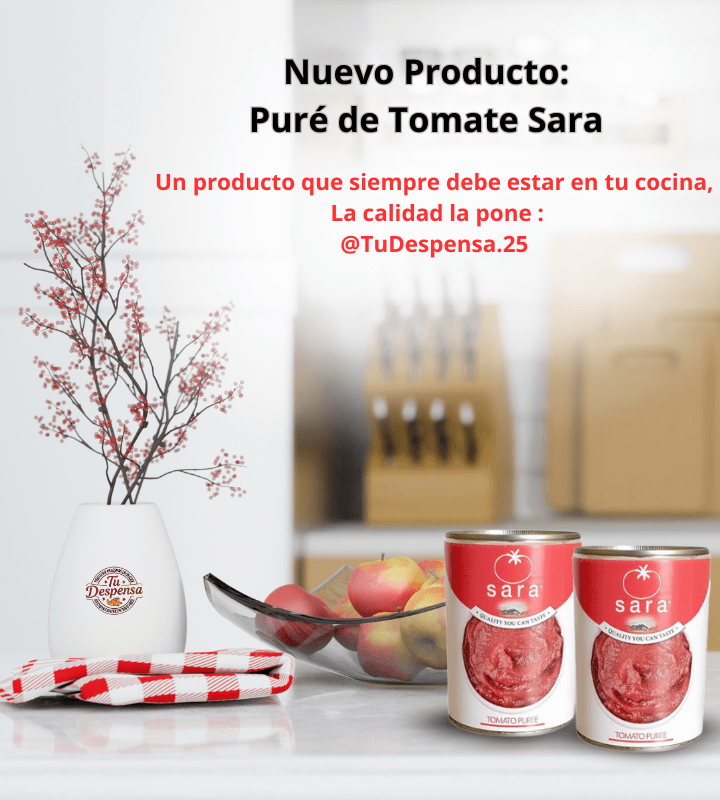 Nuevo Producto:
Puré de Tomate Sara
Un producto que siempre debe estar en tu cocina,
La calidad la pone :
@TuDespensa.25
Tu
Despensa
sara
QUALITY YOU CAN TASTE
TOMATO PUREE
sara
QUALITY YOU CAN TASTE
TOMATO PUREE